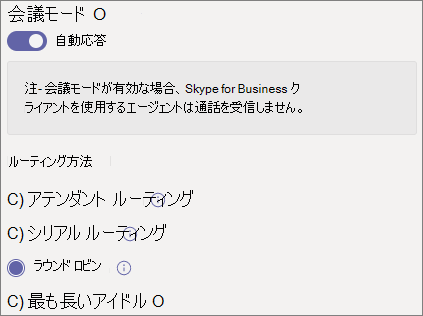 会議モード O
自動応答
注- 会議モードが有効な場合、Skype for Business ク
ライアントを使用するエージェントは通話を受信しません。
ルーティング方法
C) アテンダント ルーティング
C) シリアル ルーティング
ラウンド ロビン
C) 最も長いアイドル O